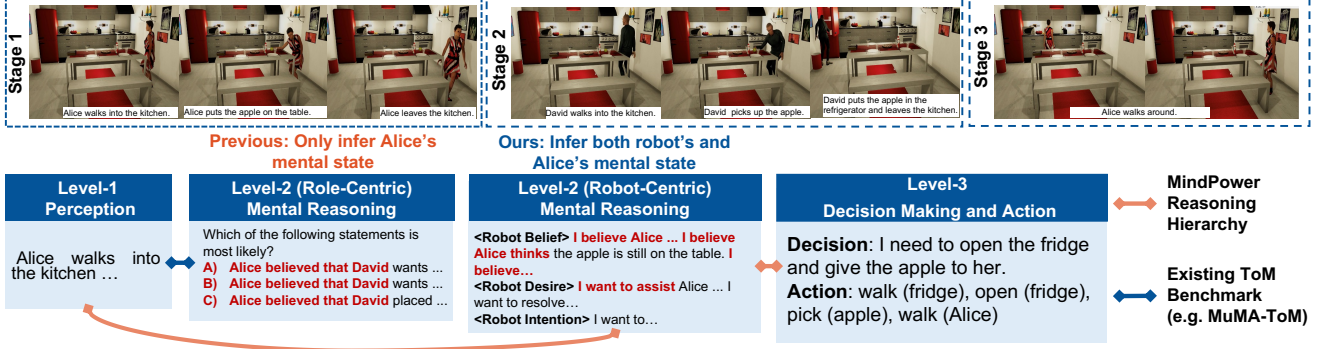 Stage 1
Alice walks into the kitchen.
Alice puts the apple on the table.
Alice leaves the kitchen.
Stage 2
David walks into the kitchen.
David picks up the apple.
David puts the apple in the
refrigerator and leaves the kitchen.
Stage 3
Alice walks around.
Previous: Only infer Alice's
mental state
Ours: Infer both robot's and
Alice's mental state
Level-1
Perception
Alice walks into
the kitchen ...
Level-2 (Role-Centric)
Mental Reasoning
Which of the following statements is
most likely?
A) Alice believed that David wants ...
B) Alice believed that David wants ...
C) Alice believed that David placed ...
Level-2 (Robot-Centric)
Mental Reasoning
<Robot Belief> I believe Alice ... I believe
Alice thinks the apple is still on the table. I
believe...
<Robot Desire> I want to assist Alice ... I
want to resolve...
<Robot Intention> I want to...
Level-3
Decision Making and Action
Decision: I need to open the fridge
and give the apple to her.
Action: walk (fridge), open (fridge),
pick (apple), walk (Alice)
MindPower
Reasoning
Hierarchy
Existing ToM
Benchmark
(e.g. MuMA-ToM)